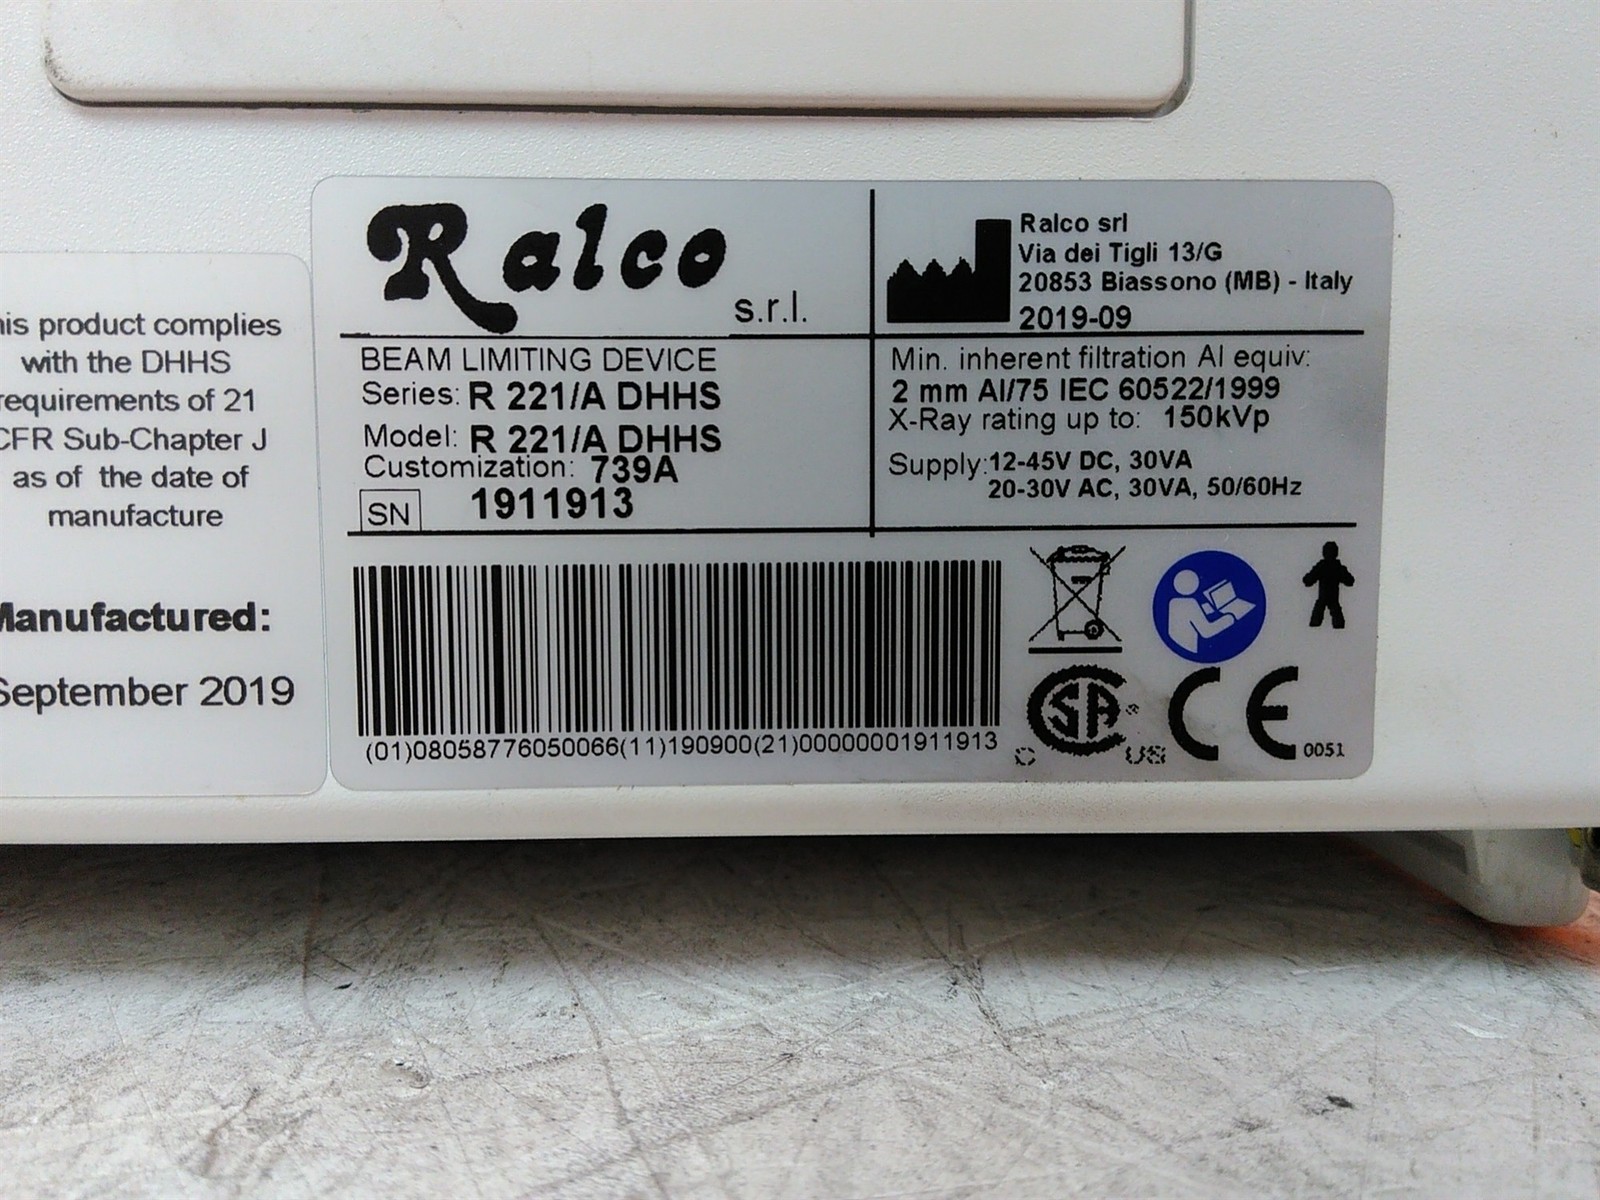 Ralco s.r.l.
Ralco srl
Via dei Tigli 13/G
20853 Biassono (MB) - Italy
2019-09
BEAM LIMITING DEVICE
Series: R 221/A DHHS
Model: R 221/A DHHS
Customization: 739A
SN 1911913
Min. inherent filtration Al equiv:
2 mm Al/75 IEC 60522/1999
X-Ray rating up to: 150kVp
Supply: 12-45V DC, 30VA
20-30V AC, 30VA, 50/60Hz
(01)08058776050066(11)190900(21)00000001911913
CSA ®
C US
CE 0051
his product complies
with the DHHS
requirements of 21
CFR Sub-Chapter J
as of the date of
manufacture
Manufactured:
September 2019